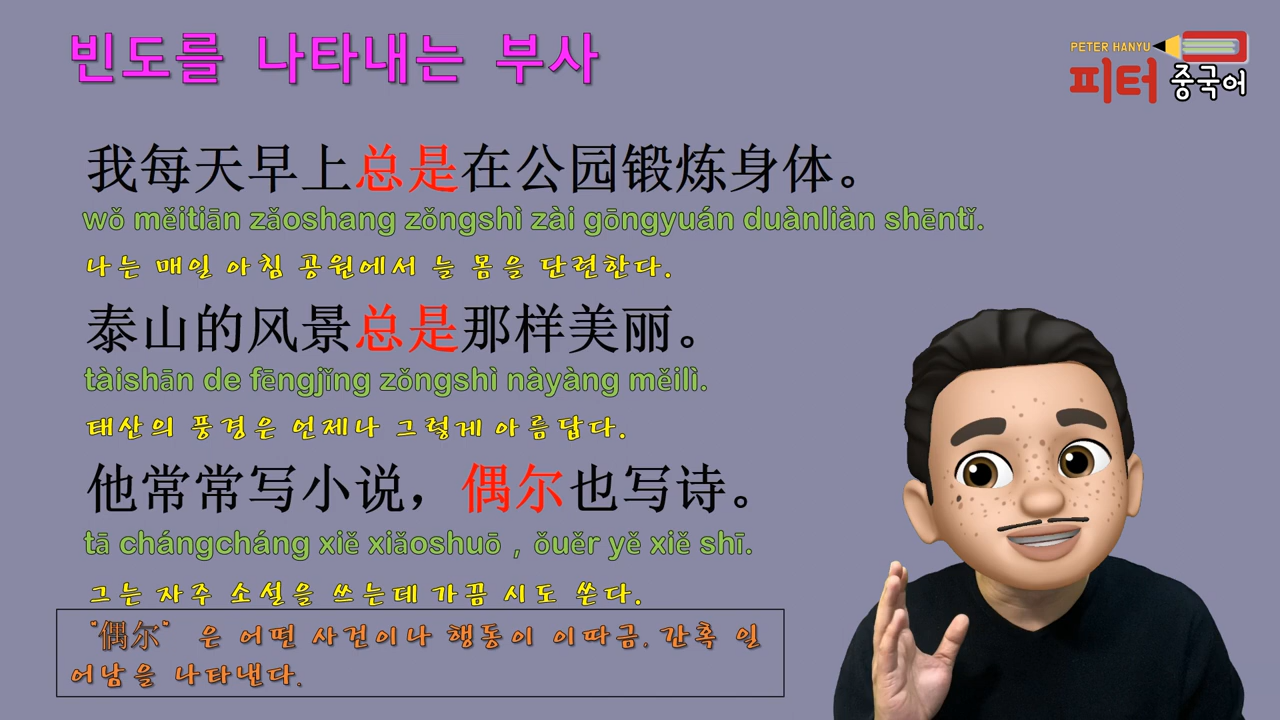 빈도를 나타내는 부사
PETER HANYU
피터 중국어
我每天早上总是在公园锻炼身体。
wǒ měitiān zǎoshang zǒngshì zài gōngyuán duànliàn shēntǐ.
나는 매일 아침 공원에서 늘 몸을 단련한다.
泰山的风景总是那样美丽。
tàishān de fēngjǐng zǒngshì nàyàng měilì.
태산의 풍경은 언제나 그렇게 아름답다.
他常常写小说，偶尔也写诗。
tā chángcháng xiě xiǎoshuō，ǒuěr yě xiě shī.
그는 자주 소설을 쓰는데 가끔 시도 쓴다.
"偶尔" 은 어떤 사건이나 행동이 이따금. 간혹 일
어남을 나타낸다.